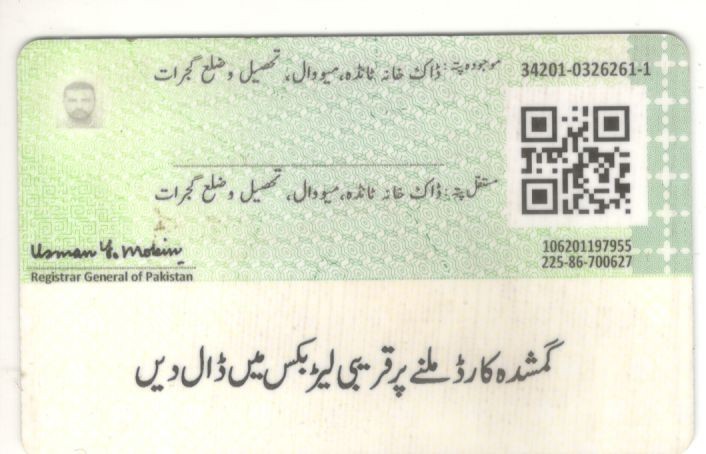 موجودہ پتہ: ڈاک خانہ ٹانڈہ، میووال، تحصیل و ضلع گجرات
34201-0326261-1
مستقل پتہ: ڈاک خانہ ٹانڈہ، میووال، تحصیل و ضلع گجرات
106201197955
225-86-700627
Usman Y. Mobin
Registrar General of Pakistan
گمشدہ کارڈ ملنے پر قریبی لیٹر بکس میں ڈال دیں